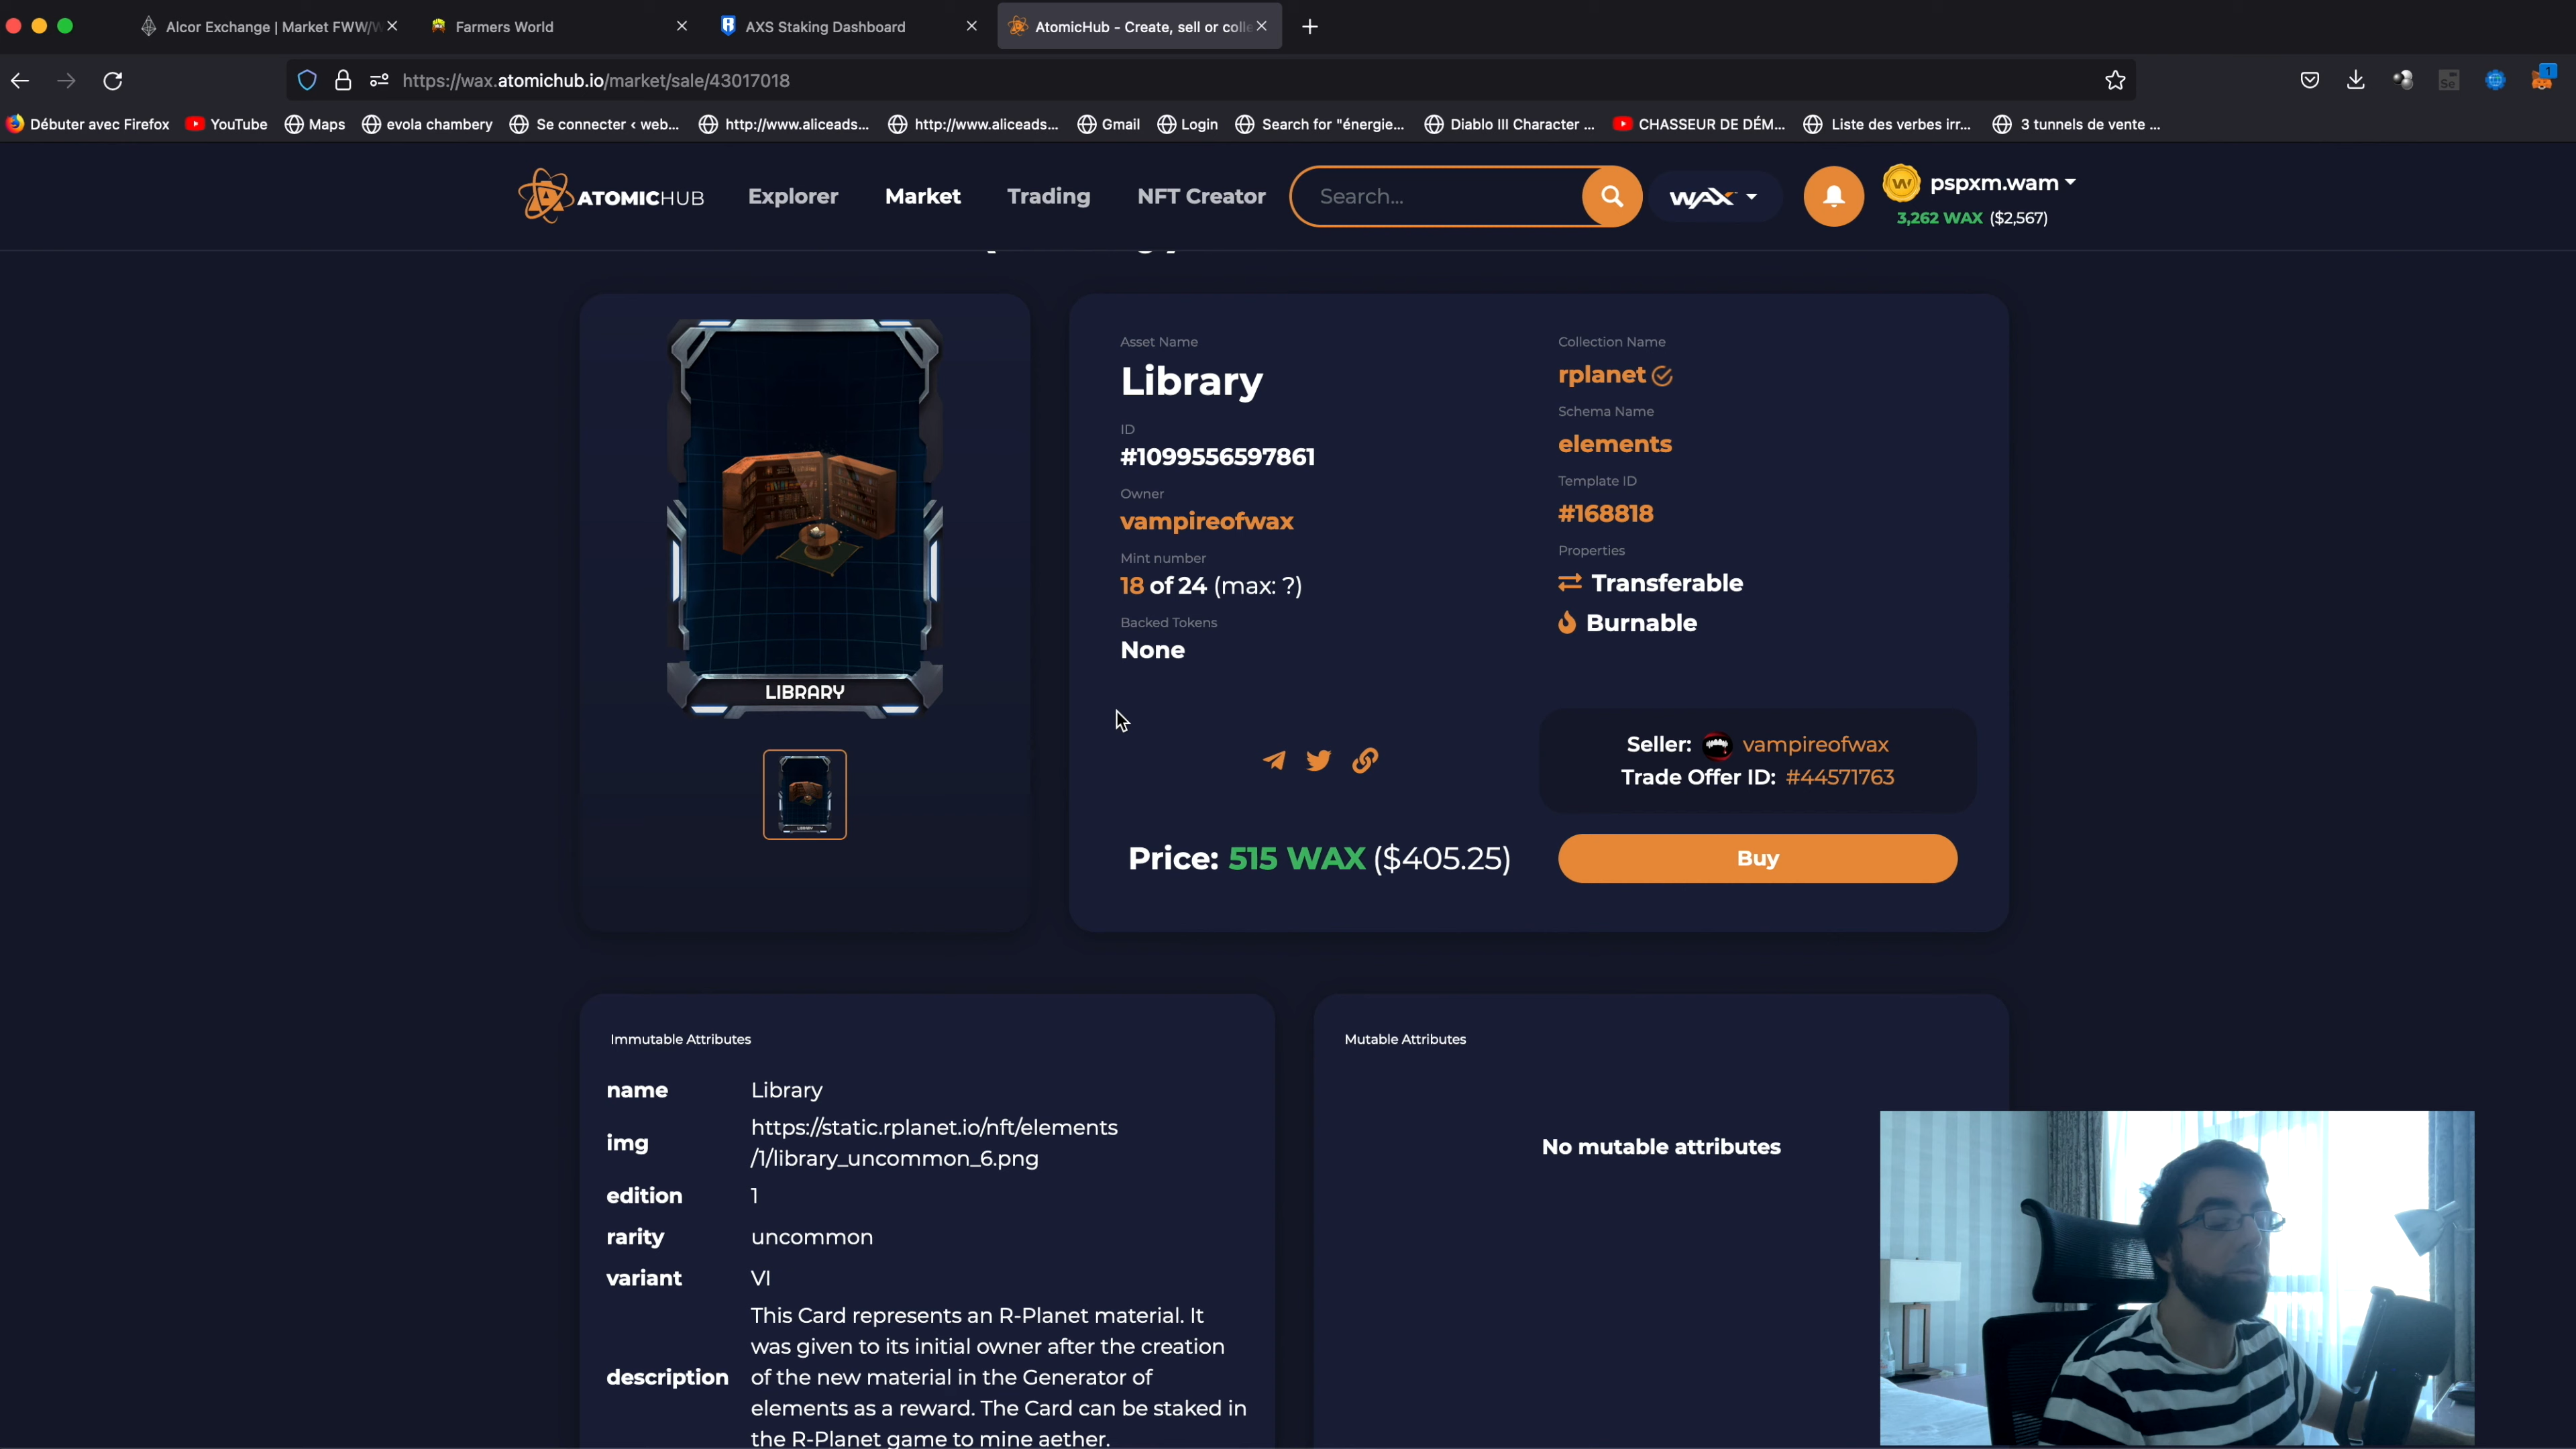 Alcor Exchange | Market FWW/W
Farmers World
AXS Staking Dashboard
AtomicHub - Create, sell or colle
https://wax.atomichub.io/market/sale/43017018
1
Débuter avec Firefox
YouTube
Maps
evola chambery
Se connecter ‹ web...
http://www.aliceads...
http://www.aliceads...
Gmail
Login
Search for "énergie...
Diablo III Character ...
CHASSEUR DE DÉM...
Liste des verbes irr...
3 tunnels de vente ...
ATOMICHUB
Explorer
Market
Trading
NFT Creator
Search...
WAX
pspxm.wam
3,262 WAX ($2,567)
LIBRARY
Asset Name
Library
ID
#1099556597861
Owner
vampireofwax
Mint number
18 of 24 (max: ?)
Backed Tokens
None
Collection Name
rplanet
Schema Name
elements
Template ID
#168818
Properties
Transferable
Burnable
Seller: vampireofwax
Trade Offer ID: #44571763
Price: 515 WAX ($405.25)
Buy
Immutable Attributes
name Library
img https://static.rplanet.io/nft/elements
/1/library_uncommon_6.png
edition 1
rarity uncommon
variant VI
description This Card represents an R-Planet material. It
was given to its initial owner after the creation
of the new material in the Generator of
elements as a reward. The Card can be staked in
the R-Planet game to mine aether.
Mutable Attributes
No mutable attributes